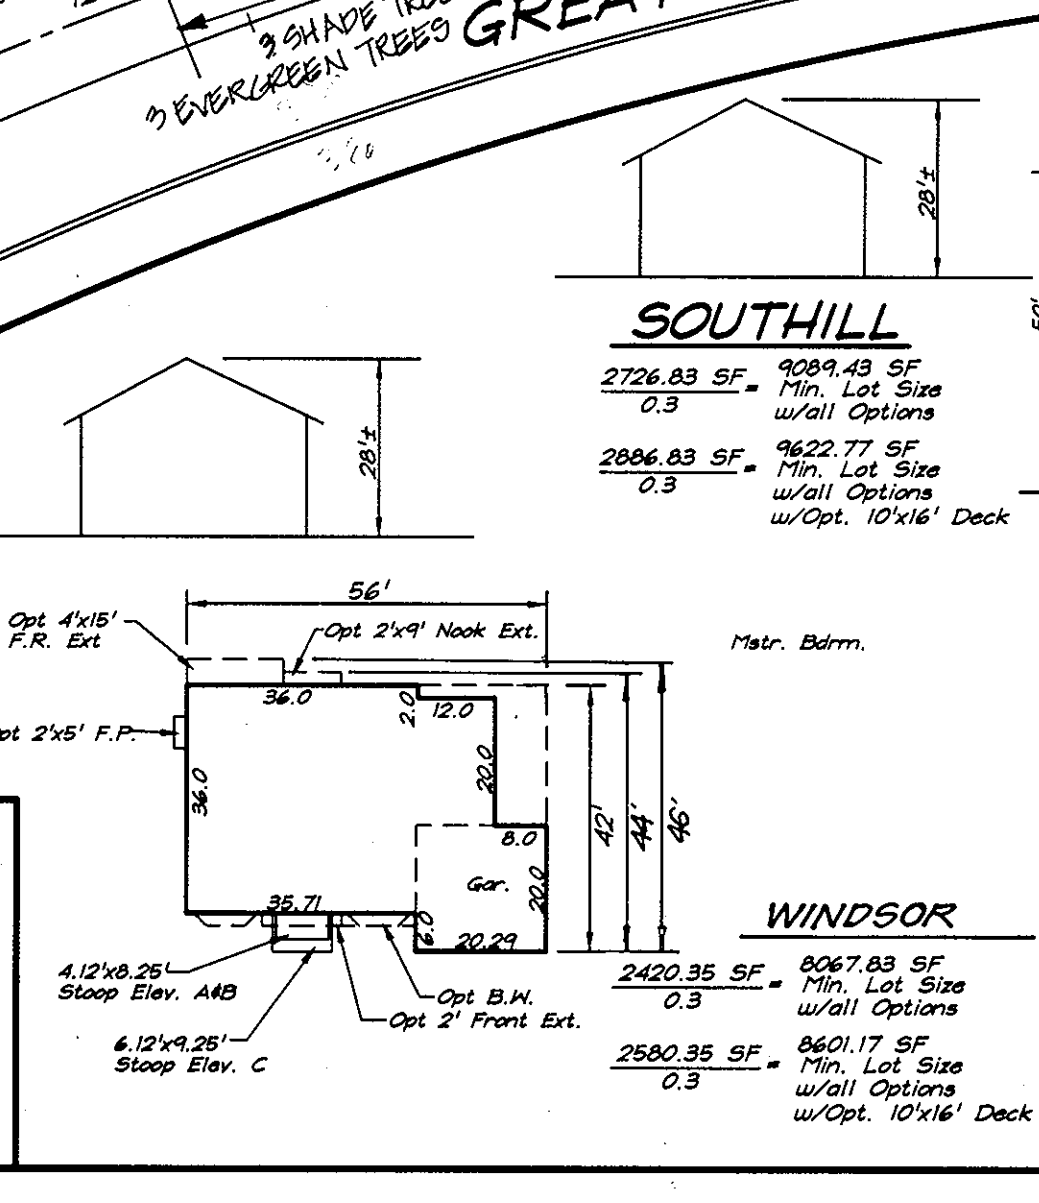 3 SHADE TREES
3 EVERGREEN TREES
GREA
28'±
SOUTHILL
2726.83 SF
0.3
=
9089.43 SF
Min. Lot Size
w/all Options
2886.83 SF
0.3
=
9622.77 SF
Min. Lot Size
w/all Options
w/Opt. 10'x16' Deck
50'
28'±
56'
Opt 4'x15'
F.R. Ext
Opt 2'x9' Nook Ext.
Mstr. Bdrm.
36.0
2.0
12.0
pt 2'x5' F.P.
36.0
20.0
42'
44'
46'
8.0
Gar.
20.0
35.71
6.0
20.29
4.12'x8.25'
Stoop Elev. A&B
Opt B.W.
Opt 2' Front Ext.
6.12'x9.25'
Stoop Elev. C
WINDSOR
2420.35 SF
0.3
=
8067.83 SF
Min. Lot Size
w/all Options
2580.35 SF
0.3
=
8601.17 SF
Min. Lot Size
w/all Options
w/Opt. 10'x16' Deck